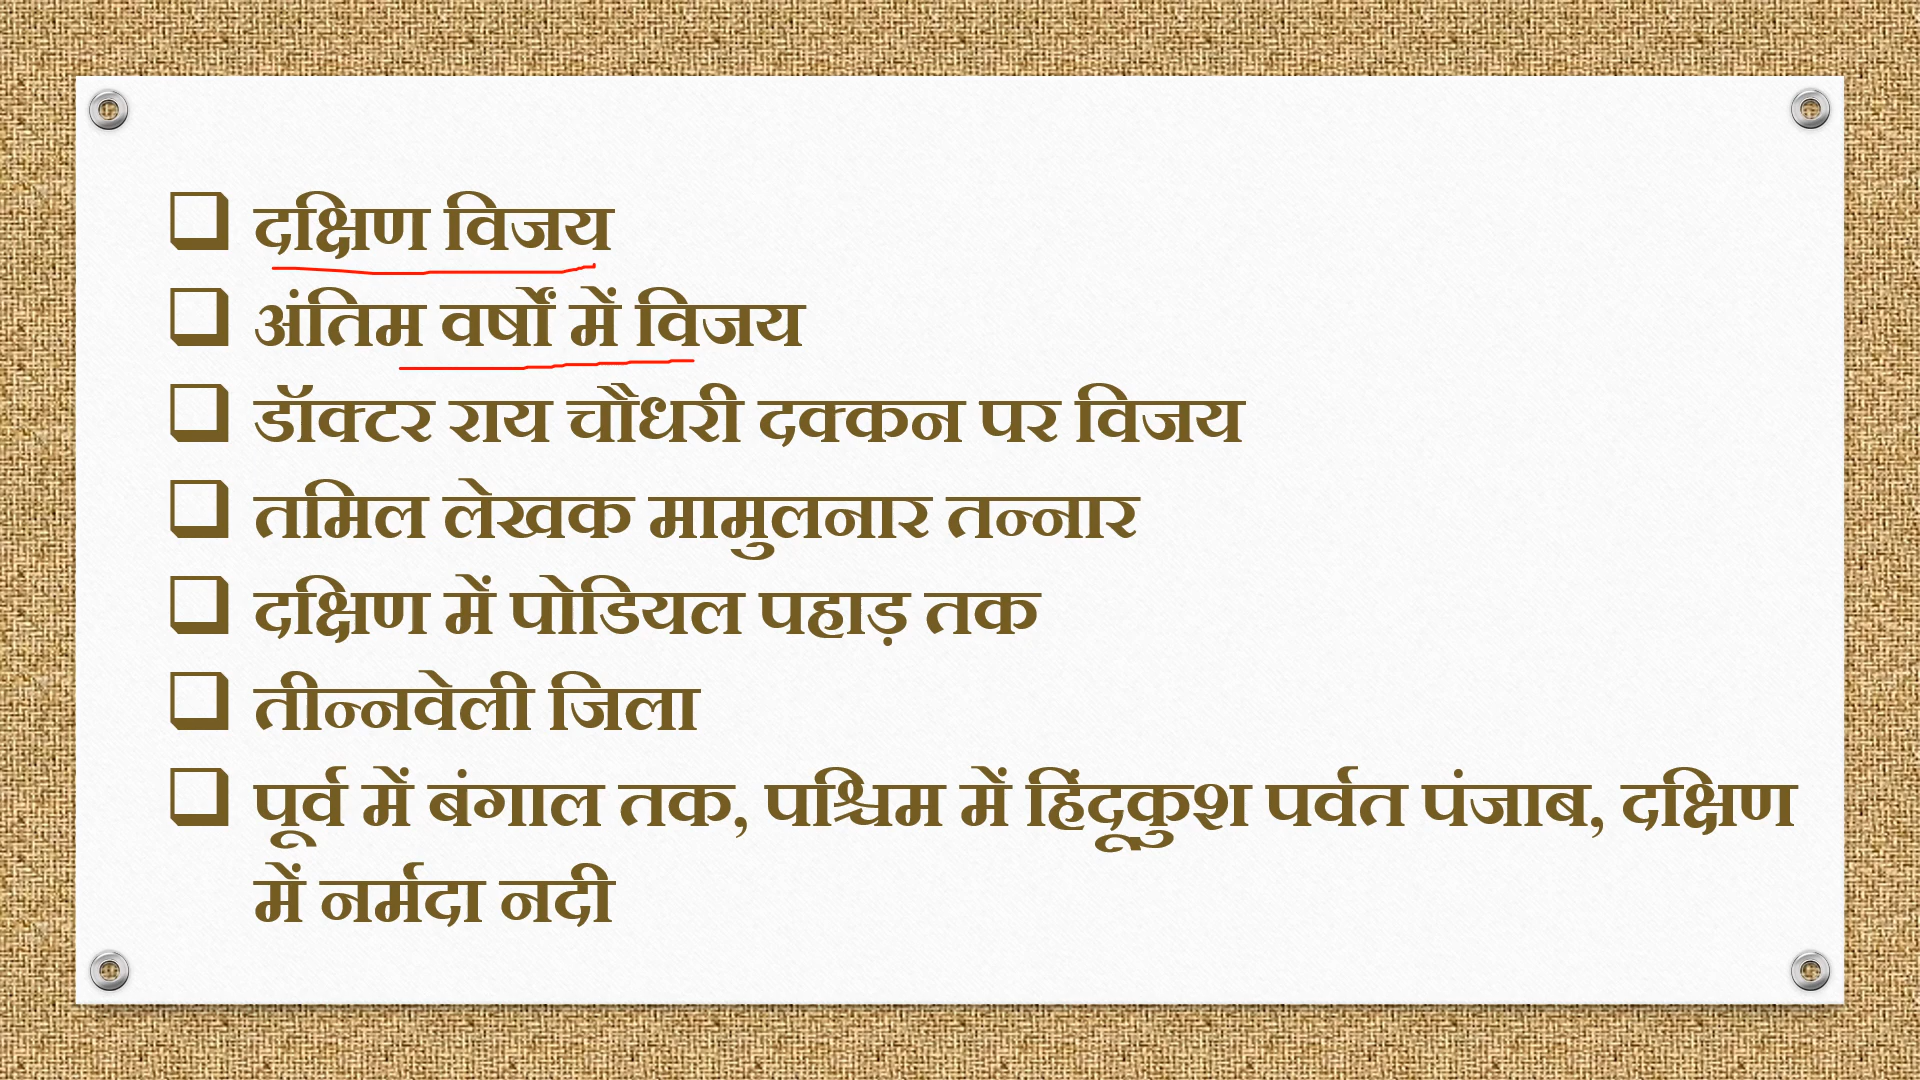 दक्षिण विजय
अंतिम वर्षों में विजय
डॉक्टर राय चौधरी दक्कन पर विजय
तमिल लेखक मामुलनार तन्नार
दक्षिण में पोडियल पहाड़ तक
तीन्नवेली जिला
पूर्व में बंगाल तक, पश्चिम में हिंदूकुश पर्वत पंजाब, दक्षिण
में नर्मदा नदी